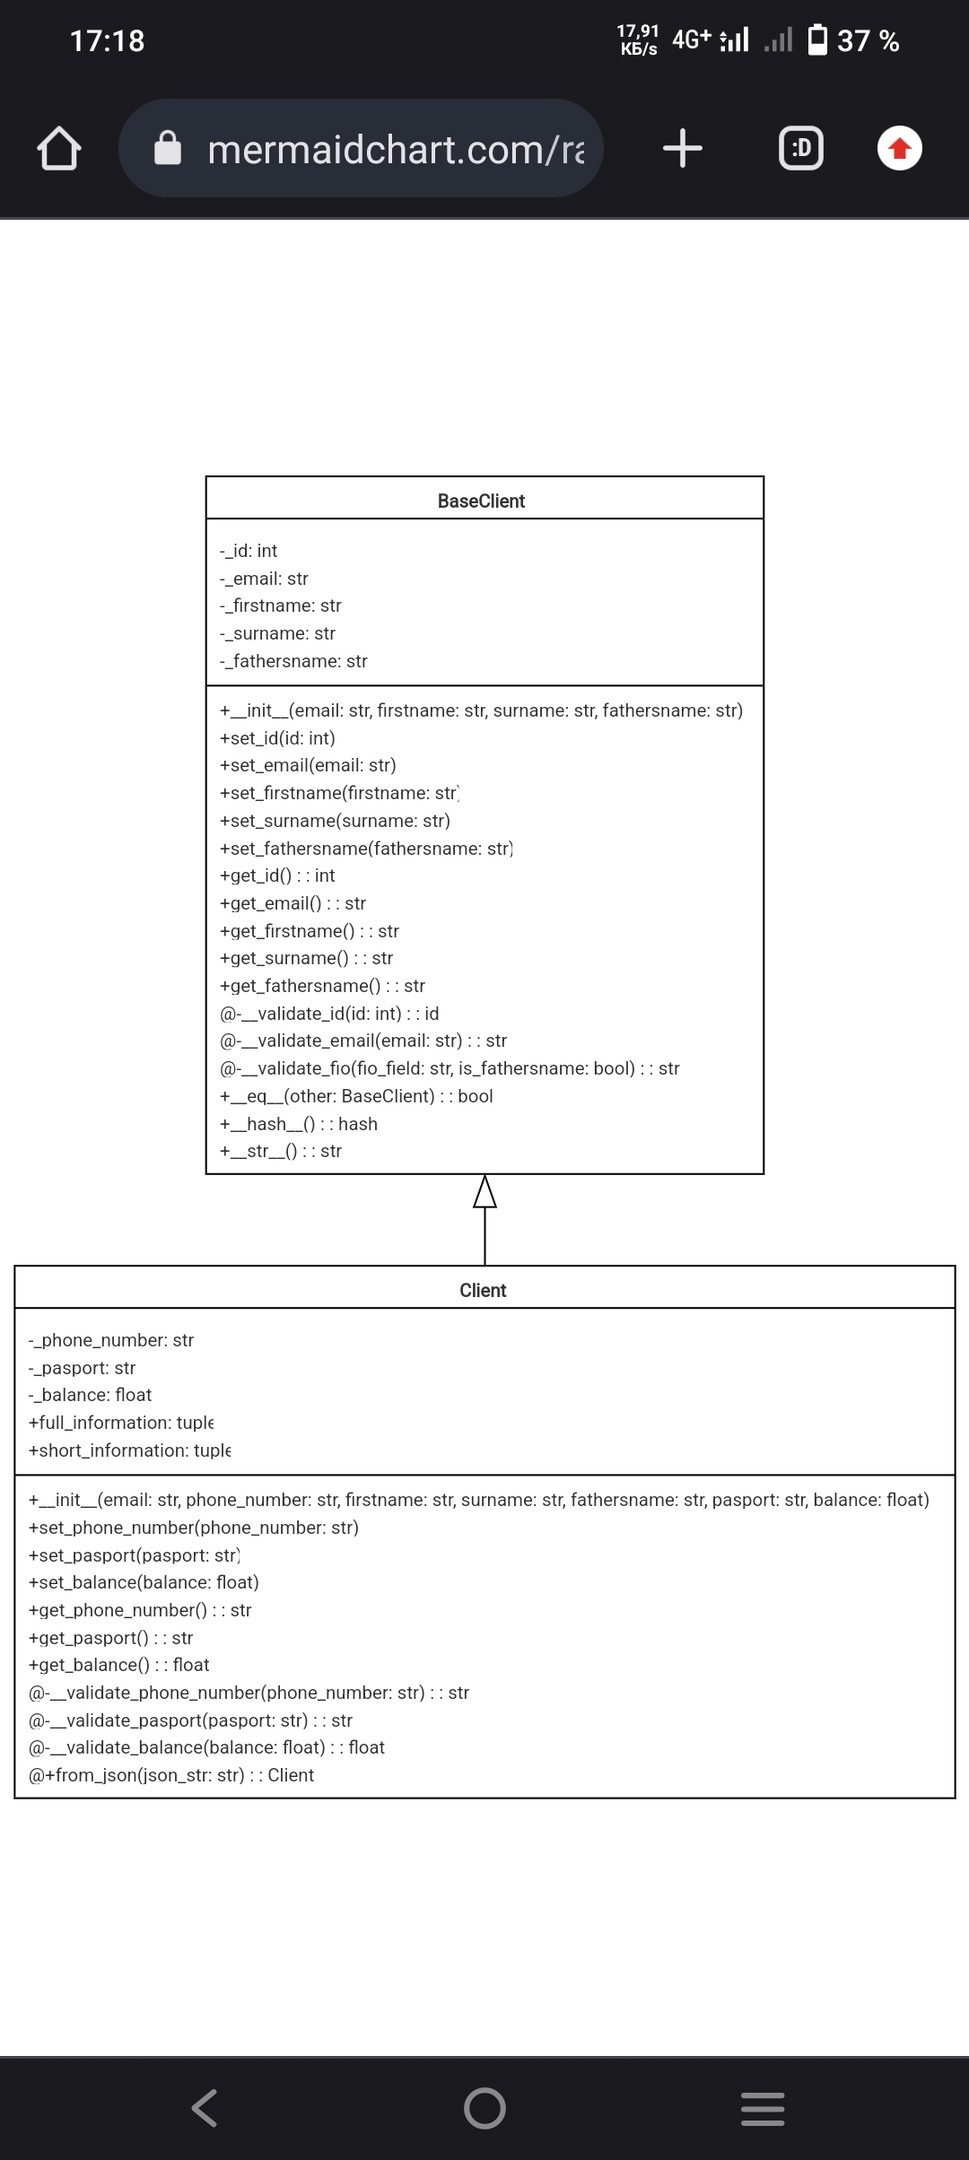 17:18
17,91
КБ/s
4G+
37 %
mermaidchart.com/ra
:D
BaseClient
-_id: int
-_email: str
-_firstname: str
-_surname: str
-_fathersname: str
+__init__(email: str, firstname: str, surname: str, fathersname: str)
+set_id(id: int)
+set_email(email: str)
+set_firstname(firstname: str)
+set_surname(surname: str)
+set_fathersname(fathersname: str)
+get_id() : : int
+get_email() : : str
+get_firstname() : : str
+get_surname() : : str
+get_fathersname() : : str
@-__validate_id(id: int) : : id
@-__validate_email(email: str) : : str
@-__validate_fio(fio_field: str, is_fathersname: bool) : : str
+__eq__(other: BaseClient) : : bool
+__hash__() : : hash
+__str__() : : str
Client
-_phone_number: str
-_pasport: str
-_balance: float
+full_information: tuple
+short_information: tuple
+__init__(email: str, phone_number: str, firstname: str, surname: str, fathersname: str, pasport: str, balance: float)
+set_phone_number(phone_number: str)
+set_pasport(pasport: str)
+set_balance(balance: float)
+get_phone_number() : : str
+get_pasport() : : str
+get_balance() : : float
@-__validate_phone_number(phone_number: str) : : str
@-__validate_pasport(pasport: str) : : str
@-__validate_balance(balance: float) : : float
@+from_json(json_str: str) : : Client